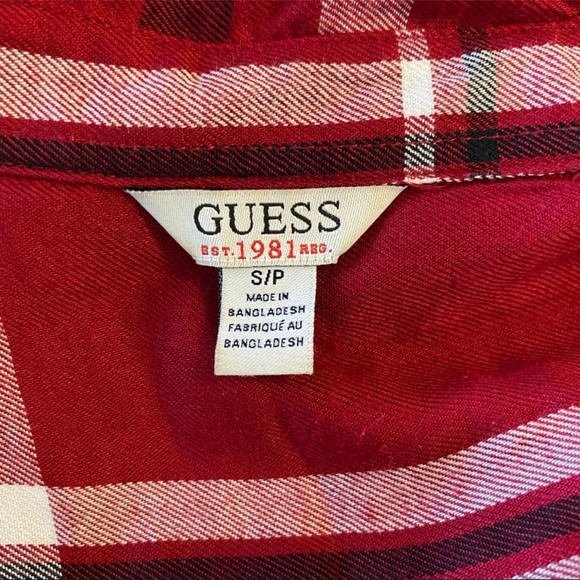 GUESS
EST. 1981 REG.
S/P
MADE IN
BANGLADESH
FABRIQUÉ AU
BANGLADESH